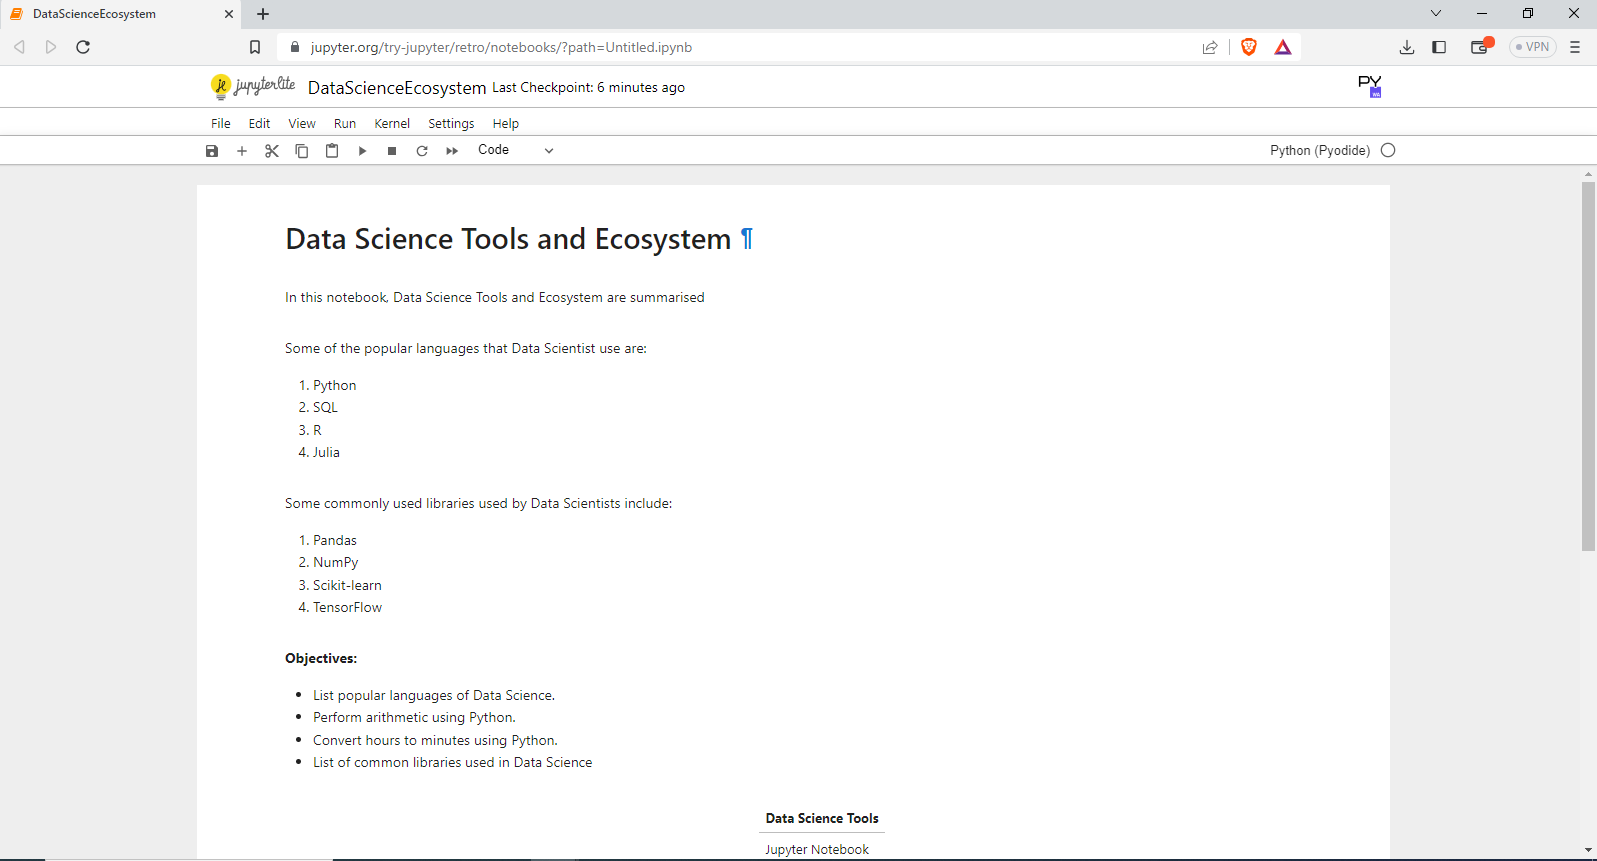 DataScienceEcosystem
jupyter.org/try-jupyter/retro/notebooks/?path=Untitled.ipynb
VPN
jupyterlite DataScienceEcosystem Last Checkpoint: 6 minutes ago
PY
WA
File Edit View Run Kernel Settings Help
Code
Python (Pyodide)
Data Science Tools and Ecosystem ¶
In this notebook, Data Science Tools and Ecosystem are summarised
Some of the popular languages that Data Scientist use are:
1. Python
2. SQL
3. R
4. Julia
Some commonly used libraries used by Data Scientists include:
1. Pandas
2. NumPy
3. Scikit-learn
4. TensorFlow
Objectives:
• List popular languages of Data Science.
• Perform arithmetic using Python.
• Convert hours to minutes using Python.
• List of common libraries used in Data Science
Data Science Tools
Jupyter Notebook